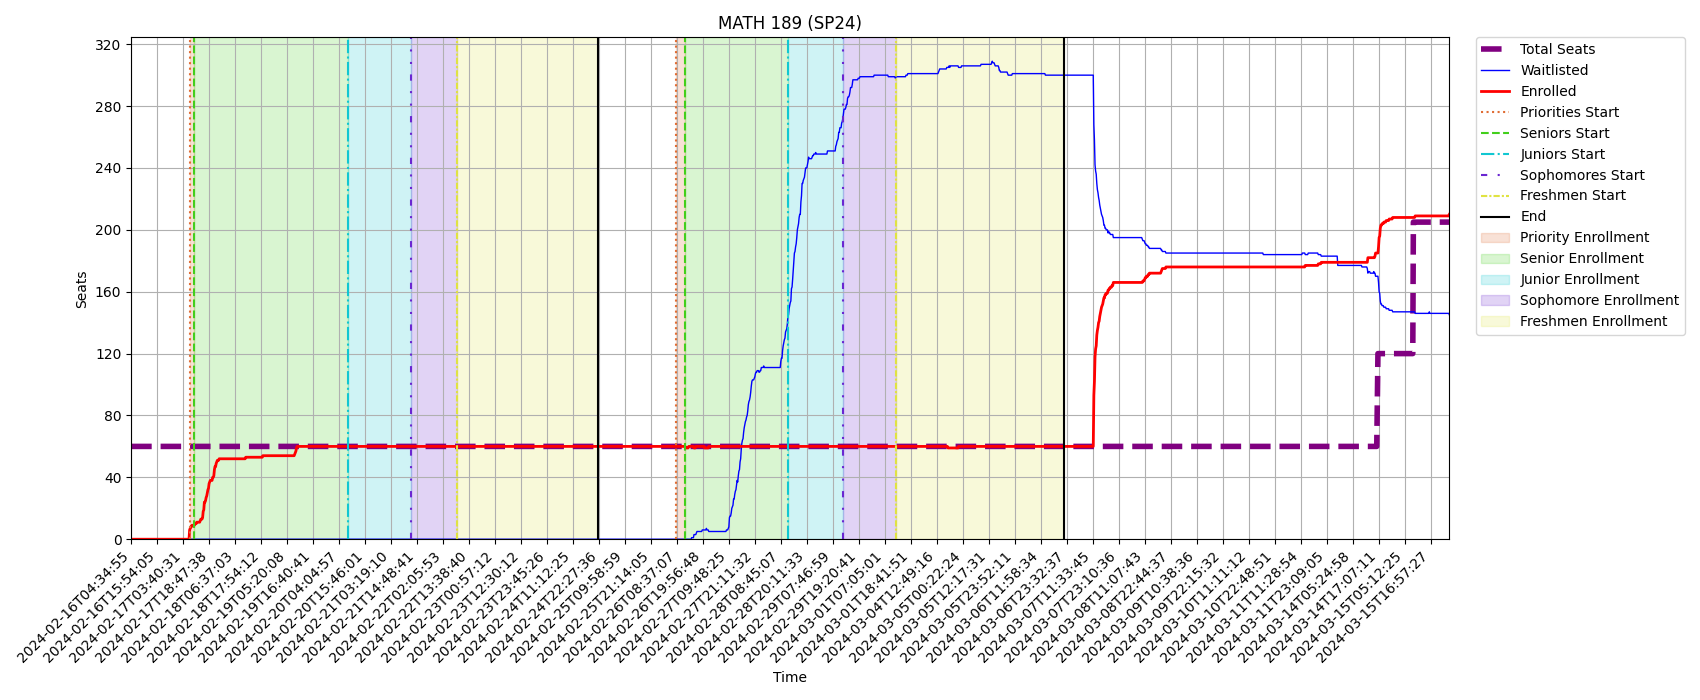 MATH 189 (SP24)
Seats
320
280
240
200
160
120
80
40
0
2024-02-16T04:34:55
2024-02-16T15:54:05
2024-02-17T03:40:31
2024-02-17T18:47:38
2024-02-18T06:37:03
2024-02-18T17:54:12
2024-02-19T05:20:08
2024-02-19T16:40:41
2024-02-20T04:04:57
2024-02-20T15:46:01
2024-02-21T03:19:10
2024-02-21T14:48:41
2024-02-22T02:05:53
2024-02-22T13:38:40
2024-02-23T00:57:12
2024-02-23T12:30:12
2024-02-23T23:45:26
2024-02-24T11:12:25
2024-02-24T22:27:36
2024-02-25T09:58:59
2024-02-25T21:14:05
2024-02-26T08:37:07
2024-02-26T19:56:48
2024-02-27T09:48:25
2024-02-27T21:11:32
2024-02-28T08:45:07
2024-02-28T20:11:33
2024-02-29T07:46:59
2024-02-29T19:20:41
2024-03-01T07:05:01
2024-03-01T18:41:51
2024-03-04T12:49:16
2024-03-05T00:22:24
2024-03-05T12:17:31
2024-03-05T23:52:11
2024-03-06T11:58:34
2024-03-06T23:32:37
2024-03-07T11:33:45
2024-03-07T23:10:36
2024-03-08T11:07:43
2024-03-08T22:44:37
2024-03-09T10:38:36
2024-03-09T22:15:32
2024-03-10T11:11:12
2024-03-10T22:48:51
2024-03-11T11:28:54
2024-03-11T23:09:05
2024-03-14T05:24:58
2024-03-14T17:07:11
2024-03-15T05:12:25
2024-03-15T16:57:27
Time
Total Seats
Waitlisted
Enrolled
Priorities Start
Seniors Start
Juniors Start
Sophomores Start
Freshmen Start
End
Priority Enrollment
Senior Enrollment
Junior Enrollment
Sophomore Enrollment
Freshmen Enrollment